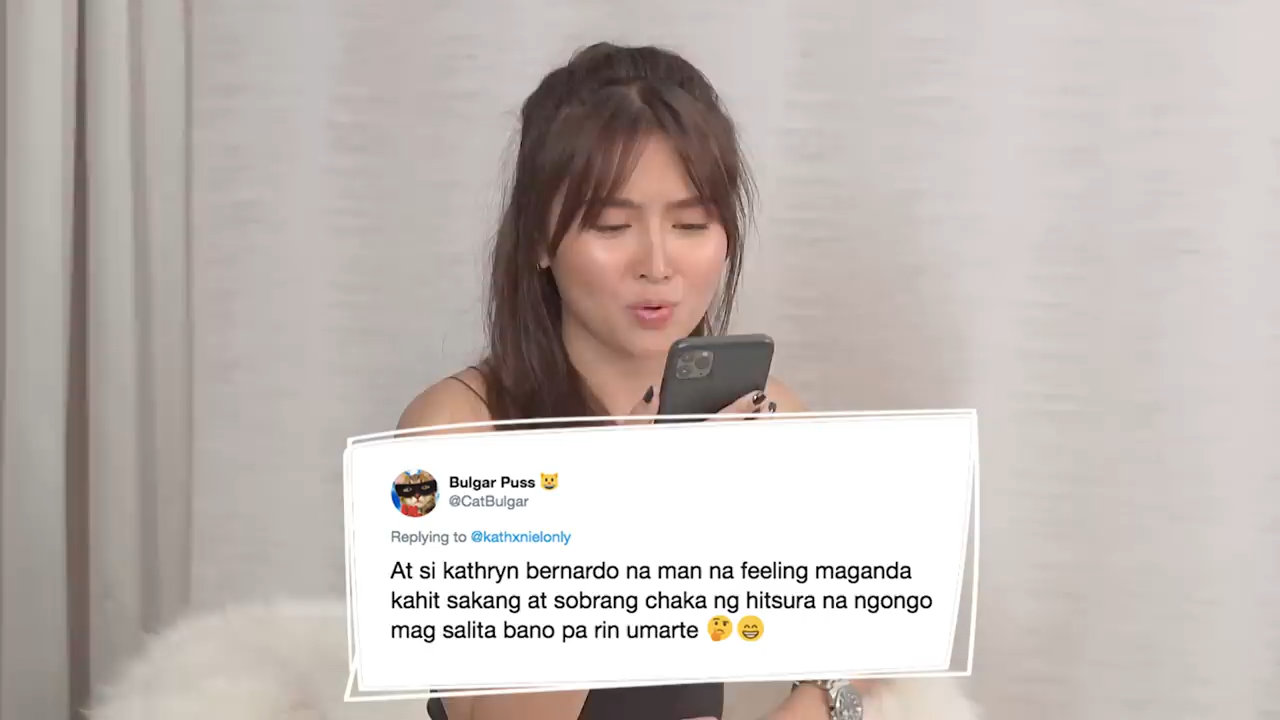 Bulgar Puss 😺
@CatBulgar
Replying to @kathxnielonly
At si kathryn bernardo na man na feeling maganda
kahit sakang at sobrang chaka ng hitsura na ngongo
mag salita bano pa rin umarte 🤔😁